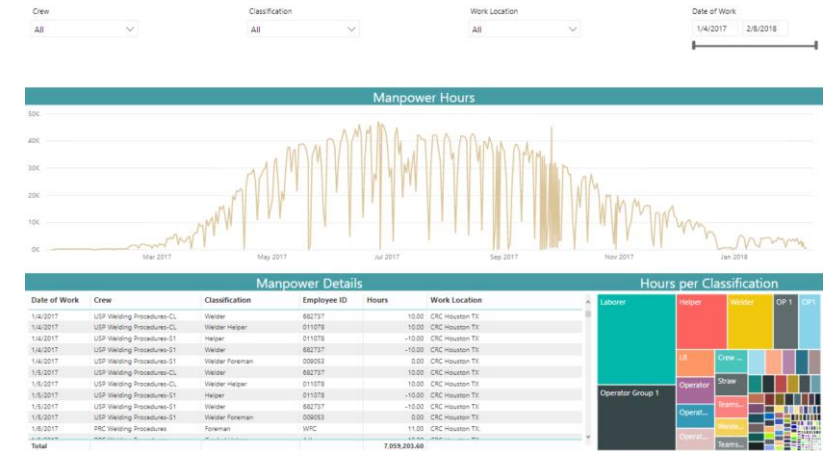 Crew Classification Work Location Date of Work
All All All 1/4/2017 2/8/2018
Manpower Hours
50K
40K
30K
20K
10K
0K
Mar 2017 May 2017 Jul 2017 Sep 2017 Nov 2017 Jan 2018
Manpower Details
Date of Work Crew Classification Employee ID Hours Work Location
1/4/2017 USP Welding Procedures-CL Welder 682737 10.00 CRC Houston TX
1/4/2017 USP Welding Procedures-CL Welder Helper 011078 10.00 CRC Houston TX
1/4/2017 USP Welding Procedures-S1 Helper 011078 -10.00 CRC Houston TX
1/4/2017 USP Welding Procedures-S1 Welder 682737 -10.00 CRC Houston TX
1/4/2017 USP Welding Procedures-S1 Welder Foreman 009053 0.00 CRC Houston TX
1/5/2017 USP Welding Procedures-CL Welder 682737 10.00 CRC Houston TX
1/5/2017 USP Welding Procedures-CL Welder Helper 011078 10.00 CRC Houston TX
1/5/2017 USP Welding Procedures-S1 Helper 011078 -10.00 CRC Houston TX
1/5/2017 USP Welding Procedures-S1 Welder 682737 -10.00 CRC Houston TX
1/5/2017 USP Welding Procedures-S1 Welder Foreman 009053 0.00 CRC Houston TX
1/6/2017 PRC Welding Procedures Foreman WFC 11.00 CRC Houston TX.
Total 7,059,203.60
Hours per Classification
Laborer Helper Welder OP 1 OP1
LR Crew ...
Operator Group 1 Operator Straw
Operat... Teams...
Welde...
Operat... Teams...